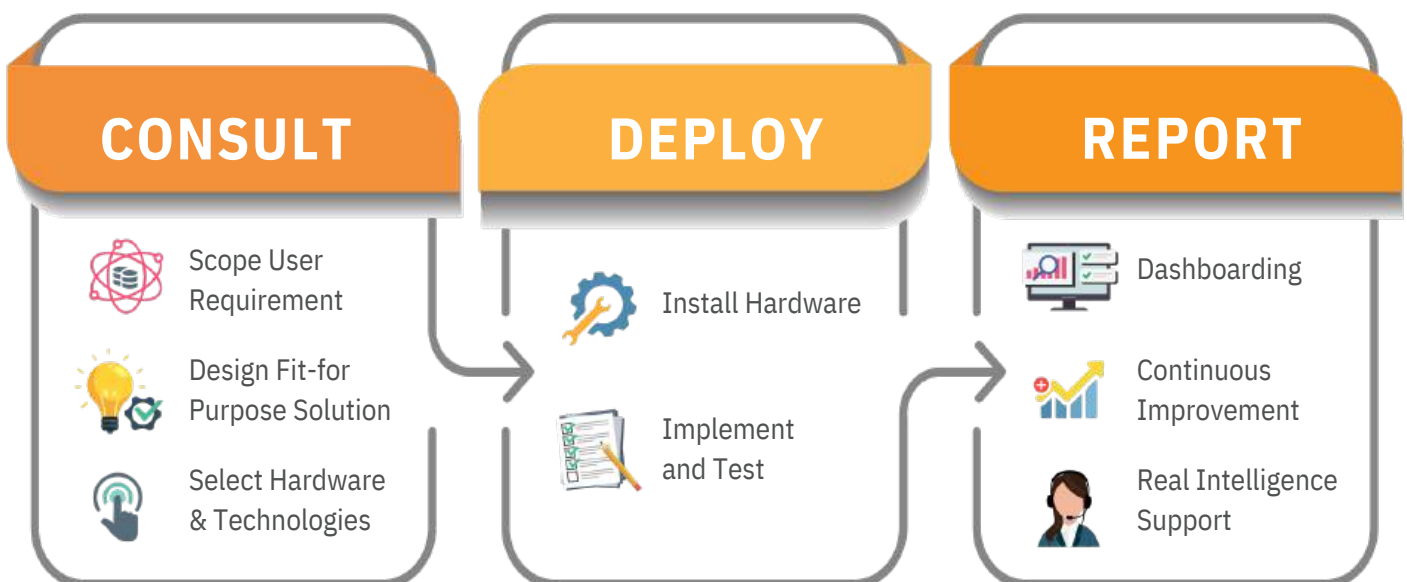 CONSULT
Scope User
Requirement
Design Fit-for
Purpose Solution
Select Hardware
& Technologies
DEPLOY
Install Hardware
Implement
and Test
REPORT
Dashboarding
Continuous
Improvement
Real Intelligence
Support